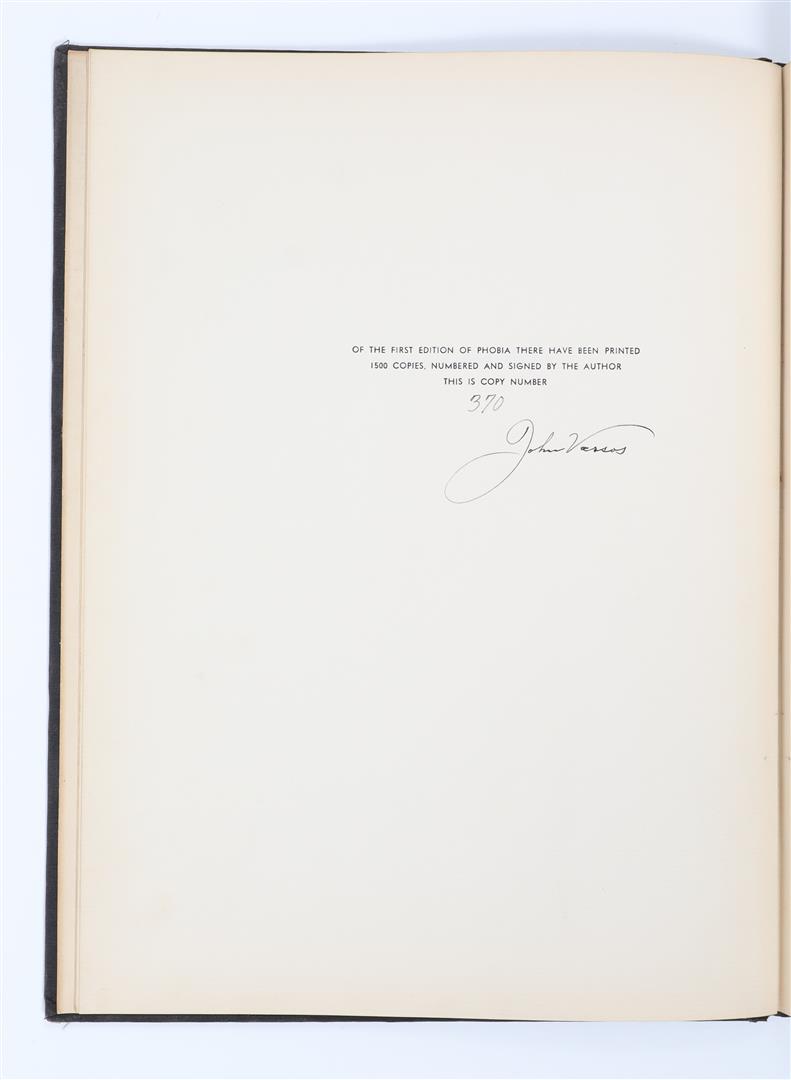 OF THE FIRST EDITION OF PHOBIA THERE HAVE BEEN PRINTED
1500 COPIES, NUMBERED AND SIGNED BY THE AUTHOR
THIS IS COPY NUMBER
370
John Vassos